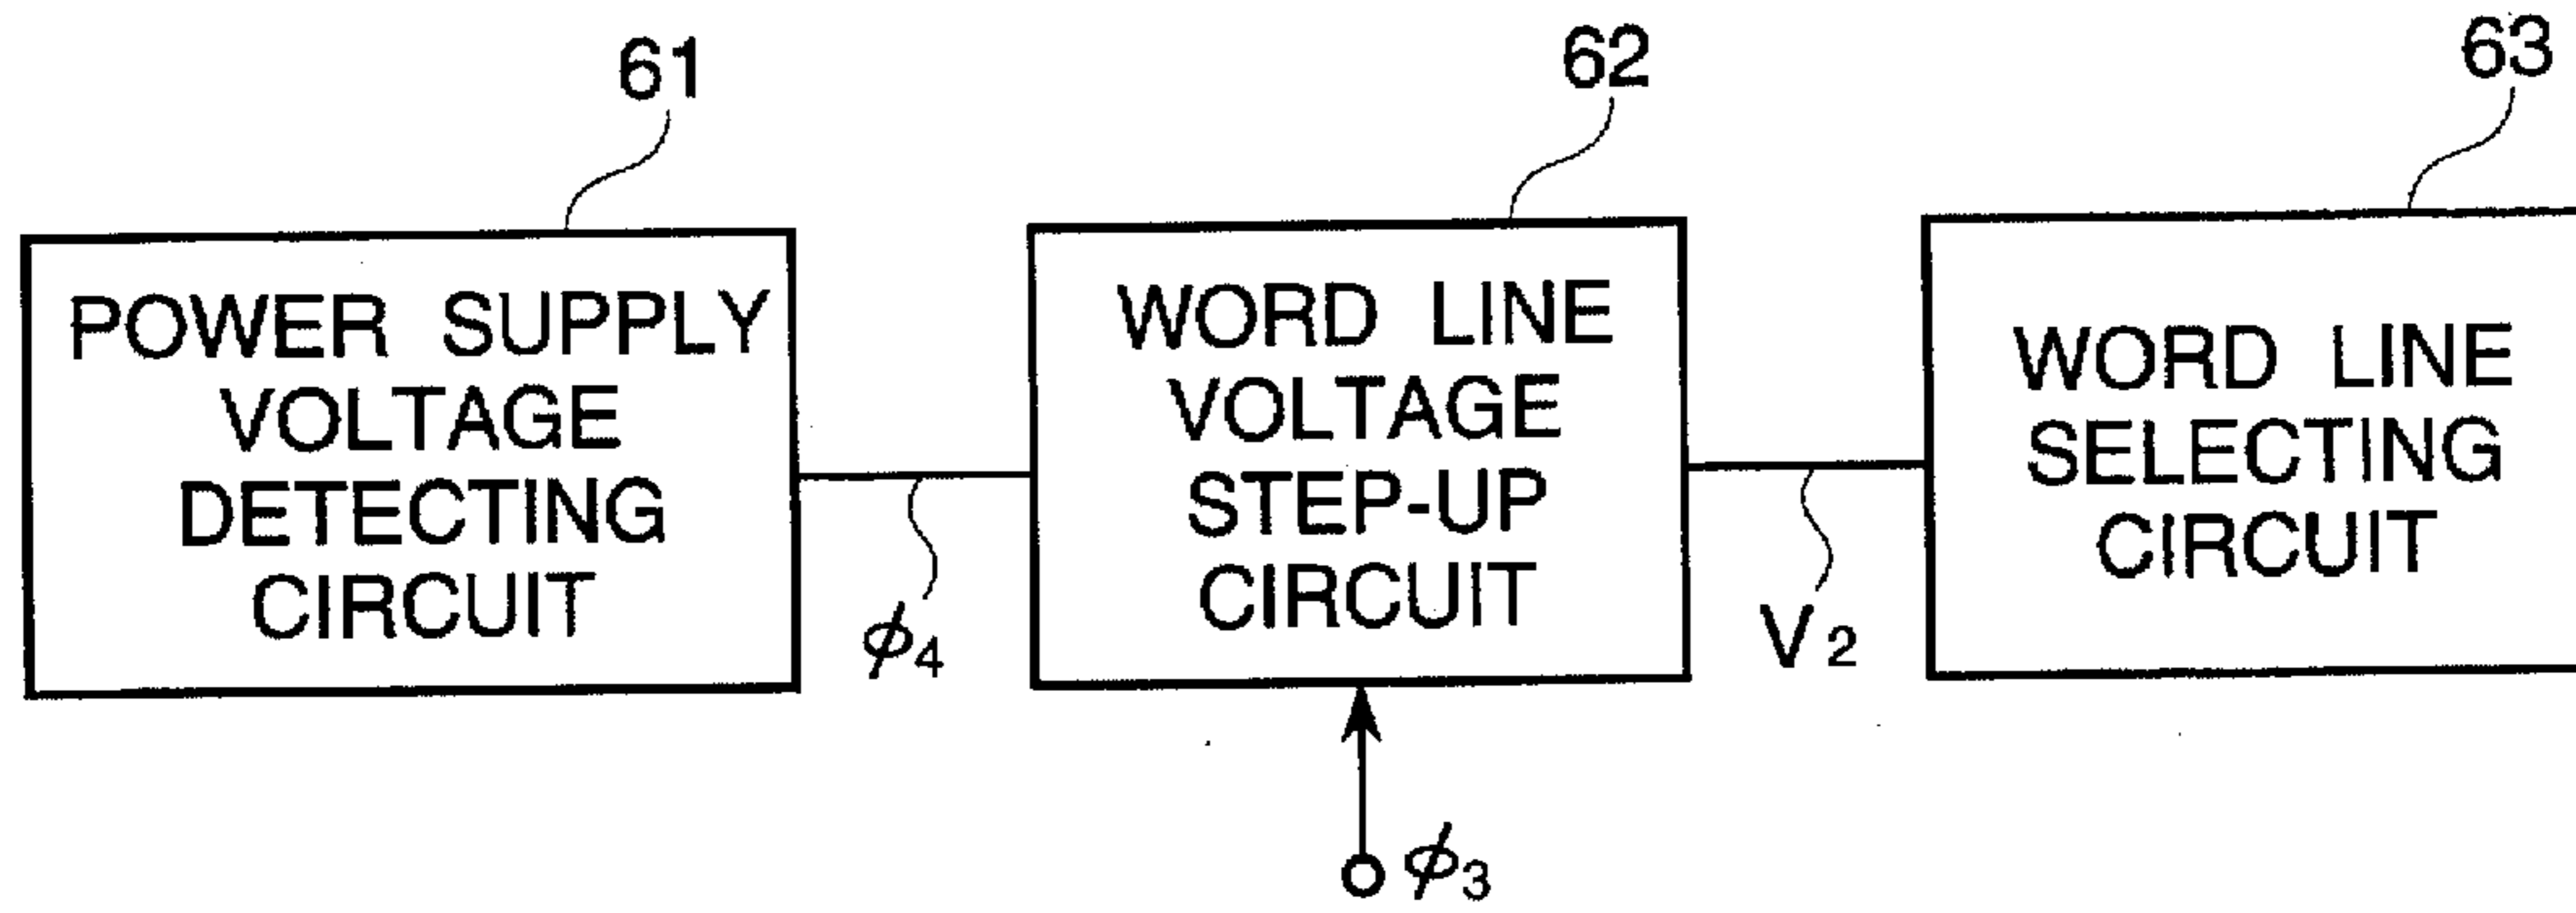 61
62
63
POWER SUPPLY
VOLTAGE
DETECTING
CIRCUIT
WORD LINE
VOLTAGE
STEP-UP
CIRCUIT
WORD LINE
SELECTING
CIRCUIT
ϕ4
V2
ϕ3